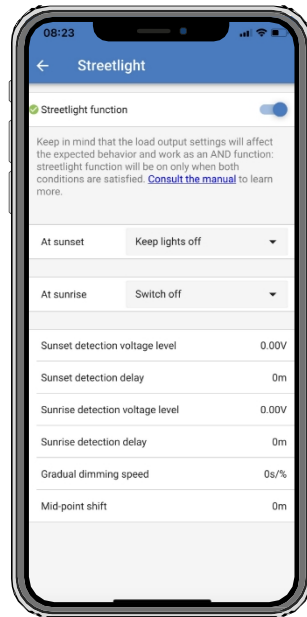 08:23
Streetlight
Streetlight function
Keep in mind that the load output settings will affect
the expected behavior and work as an AND function:
streetlight function will be on only when both
conditions are satisfied. Consult the manual to learn
more.
At sunset Keep lights off
At sunrise Switch off
Sunset detection voltage level 0.00V
Sunset detection delay 0m
Sunrise detection voltage level 0.00V
Sunrise detection delay 0m
Gradual dimming speed 0s/%
Mid-point shift 0m